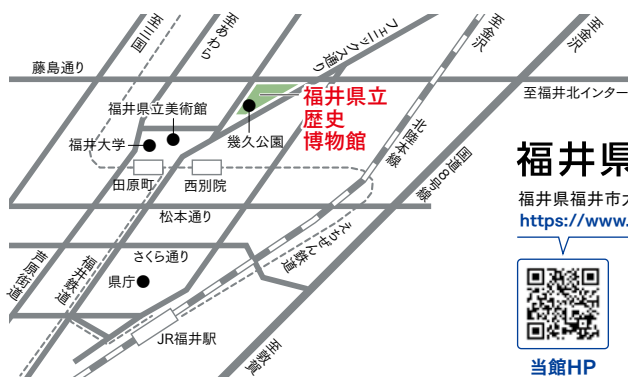 至三国
至あわら
フェニックス通り
至金沢
至金沢
藤島通り
至福井北インター
福井県立美術館
福井県立
歴史
博物館
福井大学
幾久公園
北陸本線
国道8号線
田原町
西別院
松本通り
えちぜん鉄道
芦原街道
福井鉄道
さくら通り
県庁
JR福井駅
至敦賀
福井県
福井県福井市大
https://www.
当館HP